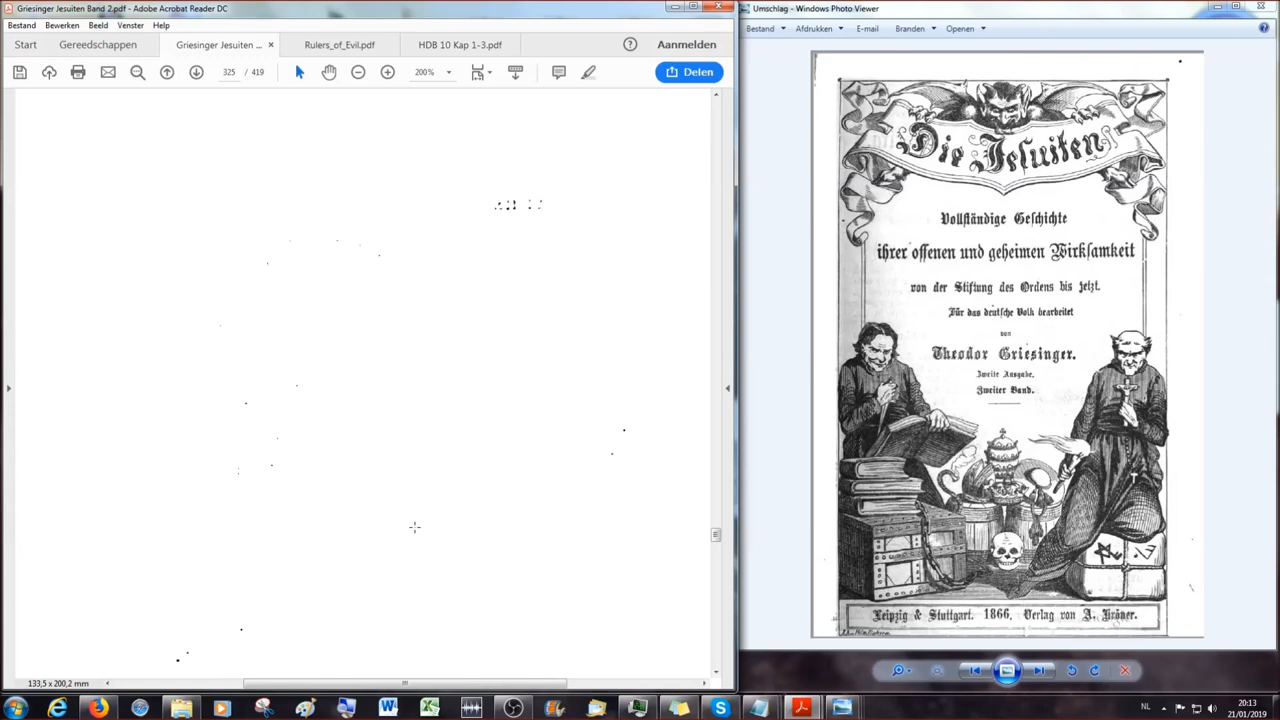 Griesinger Jesuiten Band 2.pdf - Adobe Acrobat Reader DC
Bestand Bewerken Beeld Venster Help
Start Gereedschappen Griesinger Jesuiten ... × Rulers_of_Evil.pdf HDB 10 Kap 1-3.pdf ? Aanmelden
325 / 419 200% Delen
133,5 x 200,2 mm
Umschlag - Windows Photo Viewer
Bestand Afdrukken E-mail Branden Openen
Die Jesuiten
Vollständige Geschichte
ihrer offenen und geheimen Wirksamkeit
von der Stiftung des Ordens bis jetzt.
Für das deutsche Volk bearbeitet
von
Theodor Griesinger.
Zweite Ausgabe.
Zweiter Band.
Leipzig & Stuttgart. 1866, Verlag von A. Kröner.
NL 20:13
21/01/2019